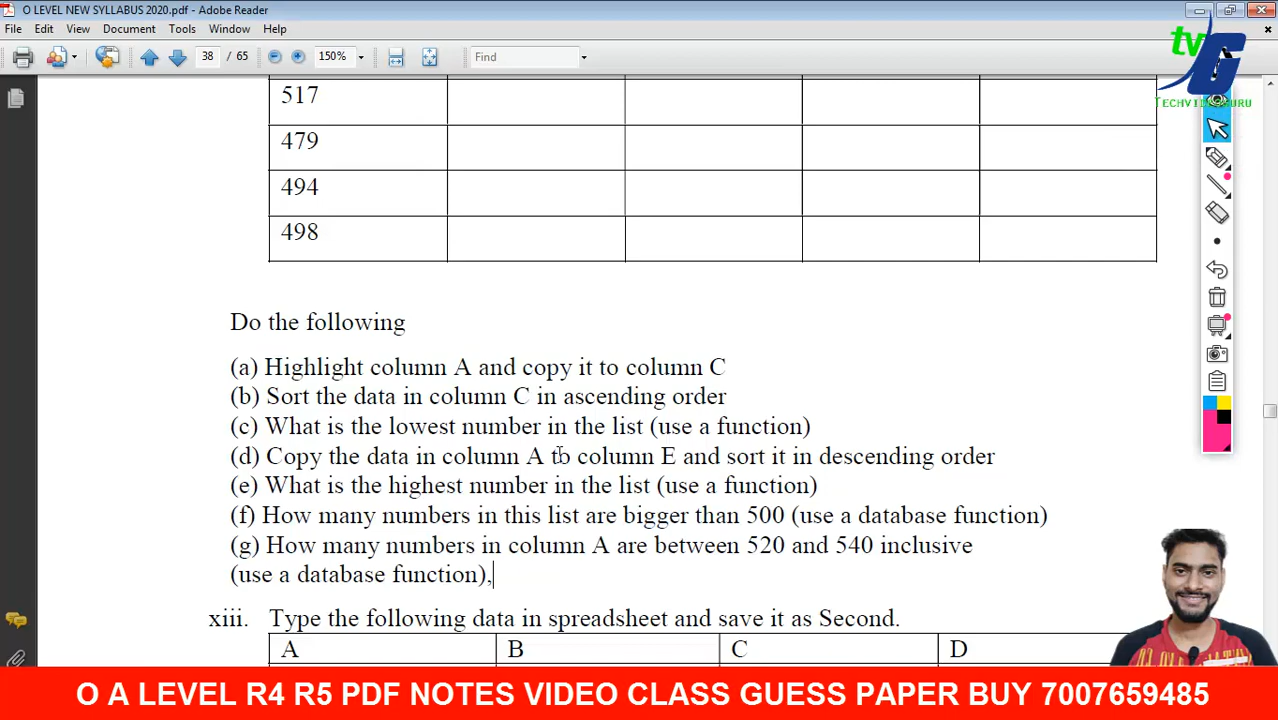 O LEVEL NEW SYLLABUS 2020.pdf - Adobe Reader
File Edit View Document Tools Window Help
38 / 65 150% Find
tv G
TECHVIDEGURU
517
479
494
498
Do the following
(a) Highlight column A and copy it to column C
(b) Sort the data in column C in ascending order
(c) What is the lowest number in the list (use a function)
(d) Copy the data in column A to column E and sort it in descending order
(e) What is the highest number in the list (use a function)
(f) How many numbers in this list are bigger than 500 (use a database function)
(g) How many numbers in column A are between 520 and 540 inclusive
(use a database function),
xiii. Type the following data in spreadsheet and save it as Second.
A B C D
O A LEVEL R4 R5 PDF NOTES VIDEO CLASS GUESS PAPER BUY 7007659485